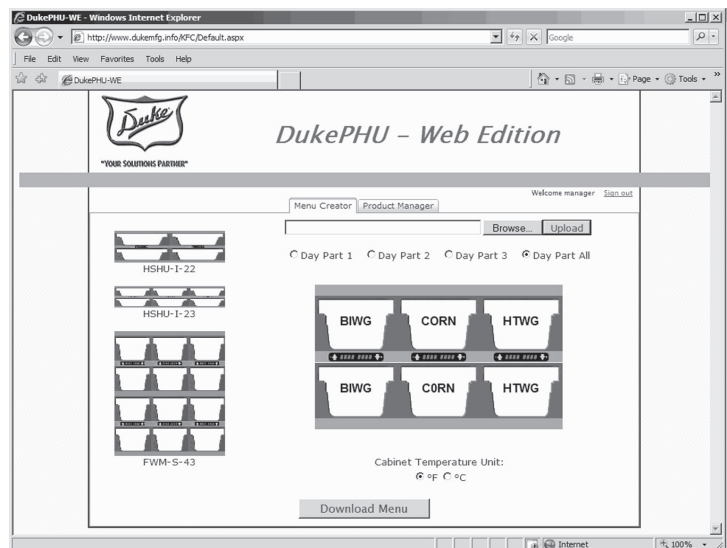 DukePHU-WE - Windows Internet Explorer
http://www.dukemfg.info/KFC/Default.aspx
Google
File Edit View Favorites Tools Help
DukePHU-WE
Page Tools
Duke
"YOUR SOLUTIONS PARTNER"
DukePHU – Web Edition
Welcome manager Sign out
Menu Creator Product Manager
Browse... Upload
Day Part 1 Day Part 2 Day Part 3 Day Part All
HSHU-I-22
HSHU-I-23
FWM-S-43
BIWG CORN HTWG
#### #### #### #### #### ####
BIWG C0RN HTWG
Cabinet Temperature Unit:
°F °C
Download Menu
Internet 100%